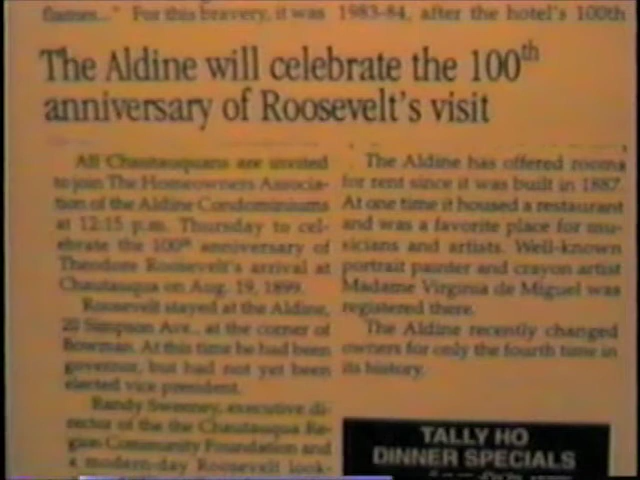 flames..." For this bravery, it was
1983-84, after the hotel's 100th
The Aldine will celebrate the 100th
anniversary of Roosevelt's visit
All Chautauquans are invited
to join The Homeowners Associa-
tion of the Aldine Condominiums
at 12:15 p.m. Thursday to cel-
ebrate the 100th anniversary of
Theodore Roosevelt's arrival at
Chautauqua on Aug. 19, 1899.
Roosevelt stayed at the Aldine,
20 Simpson Ave., at the corner of
Bowman. At this time he had been
governor, but had not yet been
elected vice president.
Randy Sweeney, executive di-
rector of the the Chautauqua Re-
gion Community Foundation and
a modern-day Roosevelt look-
The Aldine has offered rooms
for rent since it was built in 1887.
At one time it housed a restaurant
and was a favorite place for mu-
sicians and artists. Well-known
portrait painter and crayon artist
Madame Virginia de Miguel was
registered there.
The Aldine recently changed
owners for only the fourth time in
its history.
TALLY HO
DINNER SPECIALS